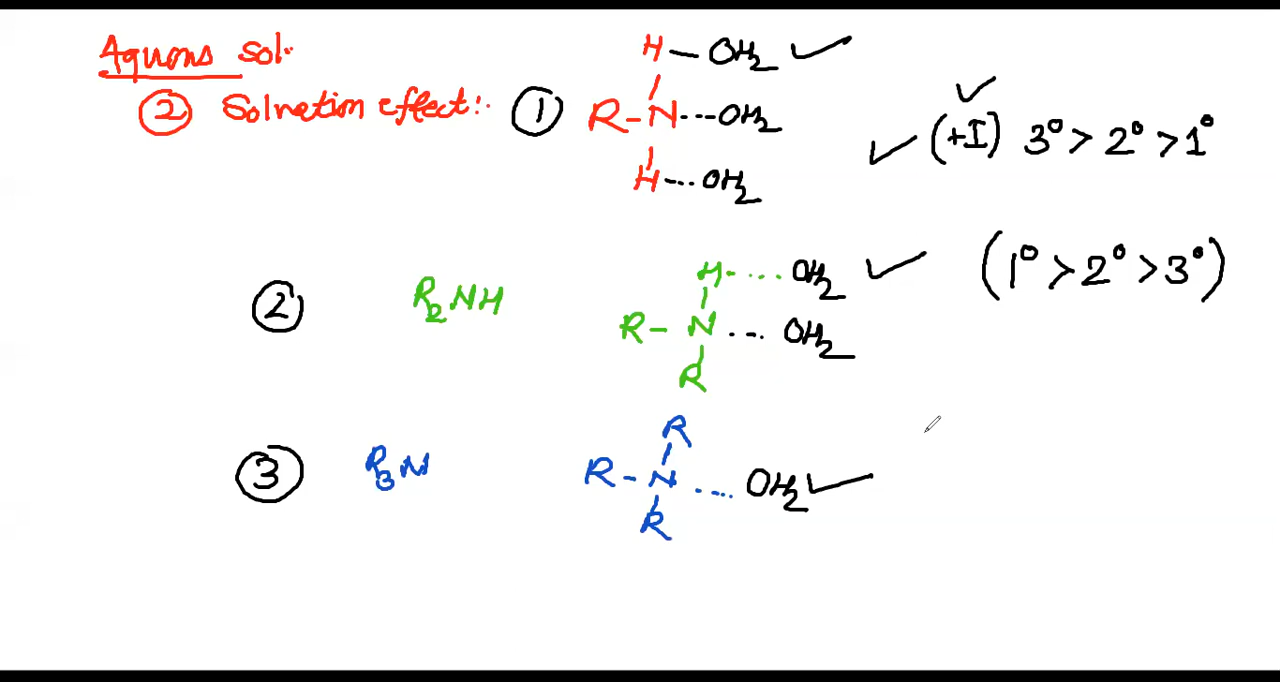 Aquous sol.
② Solvation effect:
①
H-OH₂ ✓
R-N...OH₂
H...OH₂
✓ (+I) 3° > 2° > 1°
✓
(1° > 2° > 3°)
② R₂NH
H...OH₂ ✓
R-N...OH₂
R
③ R₃N
R
R-N...OH₂ ✓
R